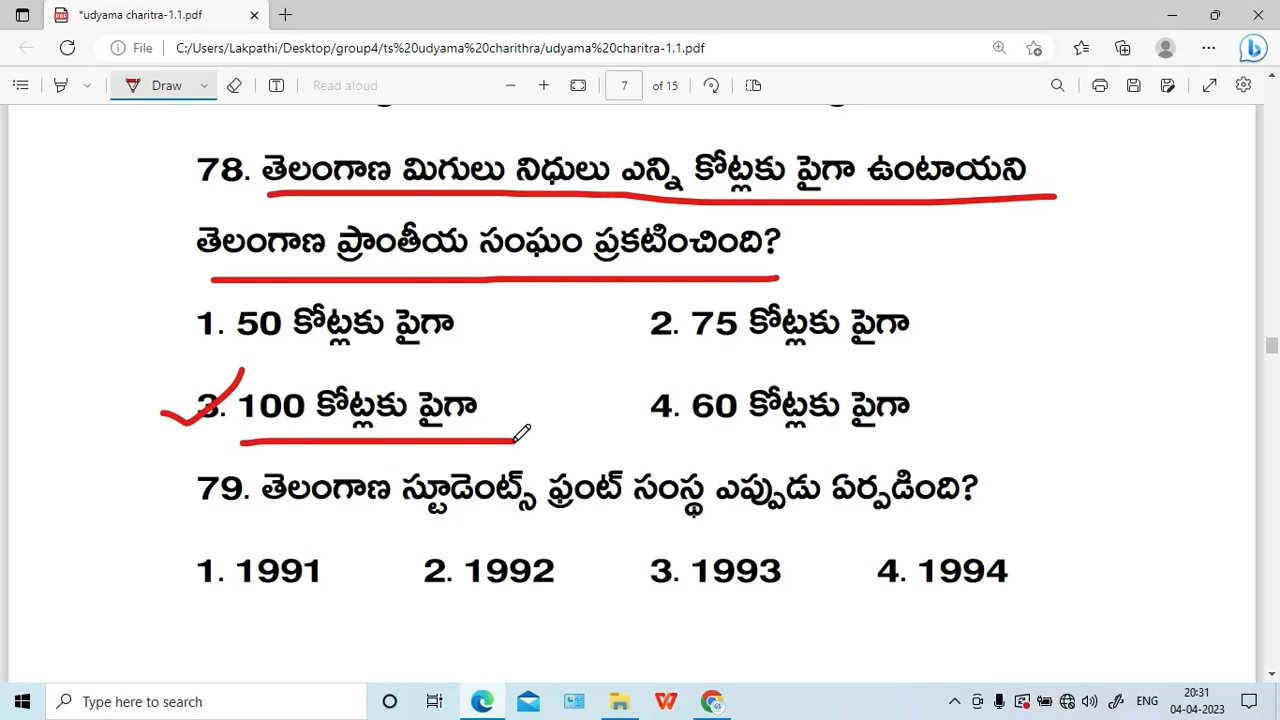 *udyama charitra-1.1.pdf
File C:/Users/Lakpathi/Desktop/group4/ts%20udyama%20charithra/udyama%20charitra-1.1.pdf
Draw Read aloud 7 of 15
78. తెలంగాణ మిగులు నిధులు ఎన్ని కోట్లకు పైగా ఉంటాయని
తెలంగాణ ప్రాంతీయ సంఘం ప్రకటించింది?
1. 50 కోట్లకు పైగా 2. 75 కోట్లకు పైగా
3. 100 కోట్లకు పైగా 4. 60 కోట్లకు పైగా
79. తెలంగాణ స్టూడెంట్స్ ఫ్రంట్ సంస్థ ఎప్పుడు ఏర్పడింది?
1. 1991 2. 1992 3. 1993 4. 1994
Type here to search ENG 20:31
04-04-2023